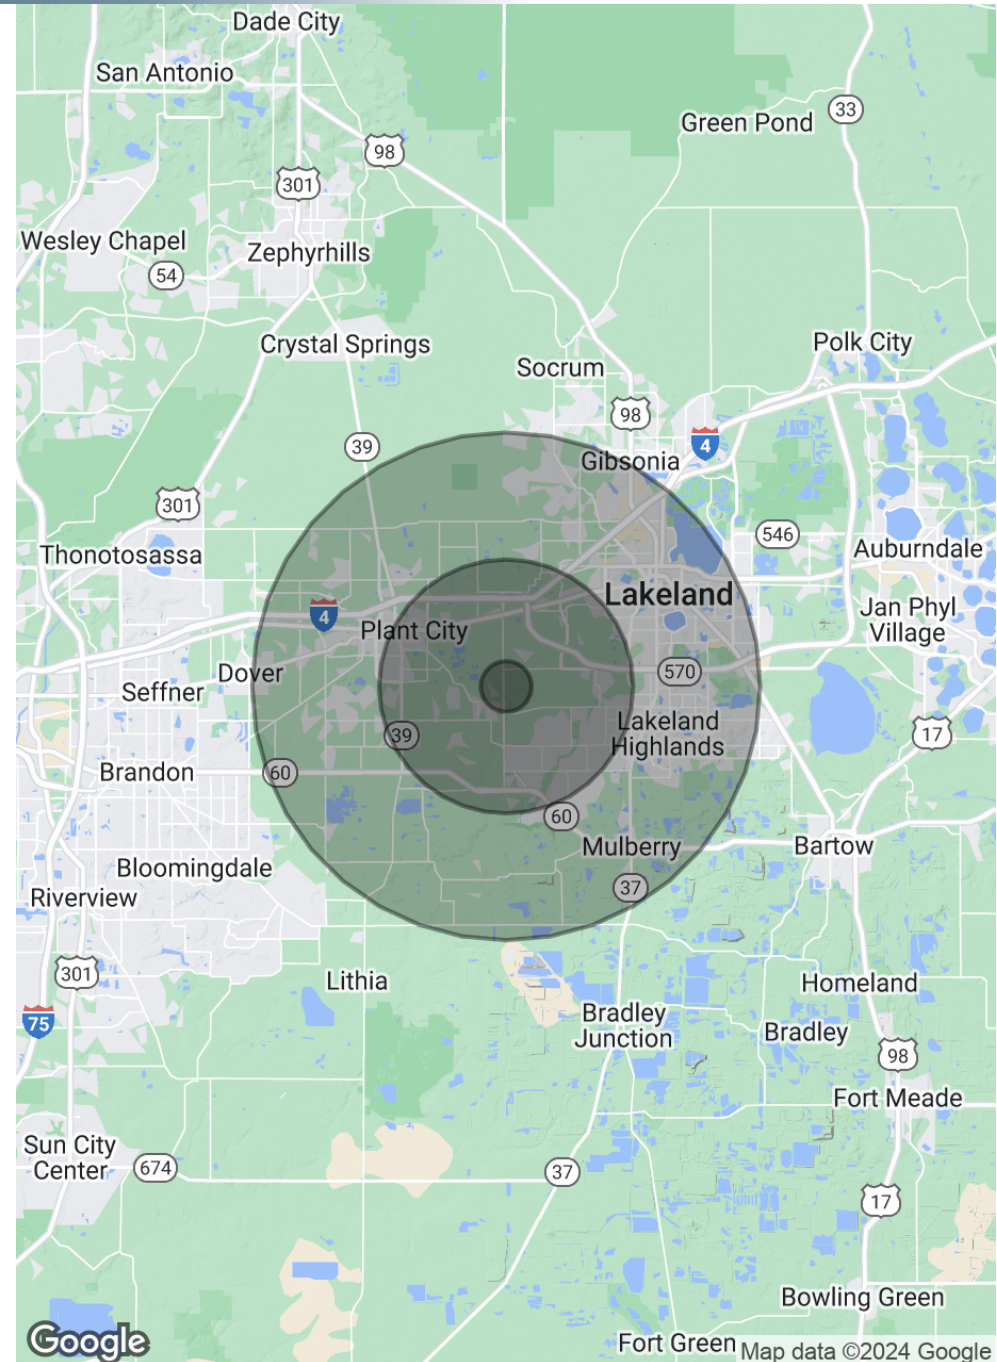 Dade City
San Antonio
33
Green Pond
98
301
Wesley Chapel
Zephyrhills
54
Crystal Springs
Polk City
Socrum
98
39
4
Gibsonia
301
546
Thonotosassa
Auburndale
Lakeland
4
Jan Phyl
Village
Plant City
Dover
570
Seffner
Lakeland
Highlands
39
17
Brandon
60
60
Mulberry
Bartow
Bloomingdale
37
Riverview
301
Lithia
Homeland
75
Bradley
Junction
Bradley
98
Fort Meade
Sun City
Center
674
37
17
Bowling Green
Google
Fort Green
Map data ©2024 Google